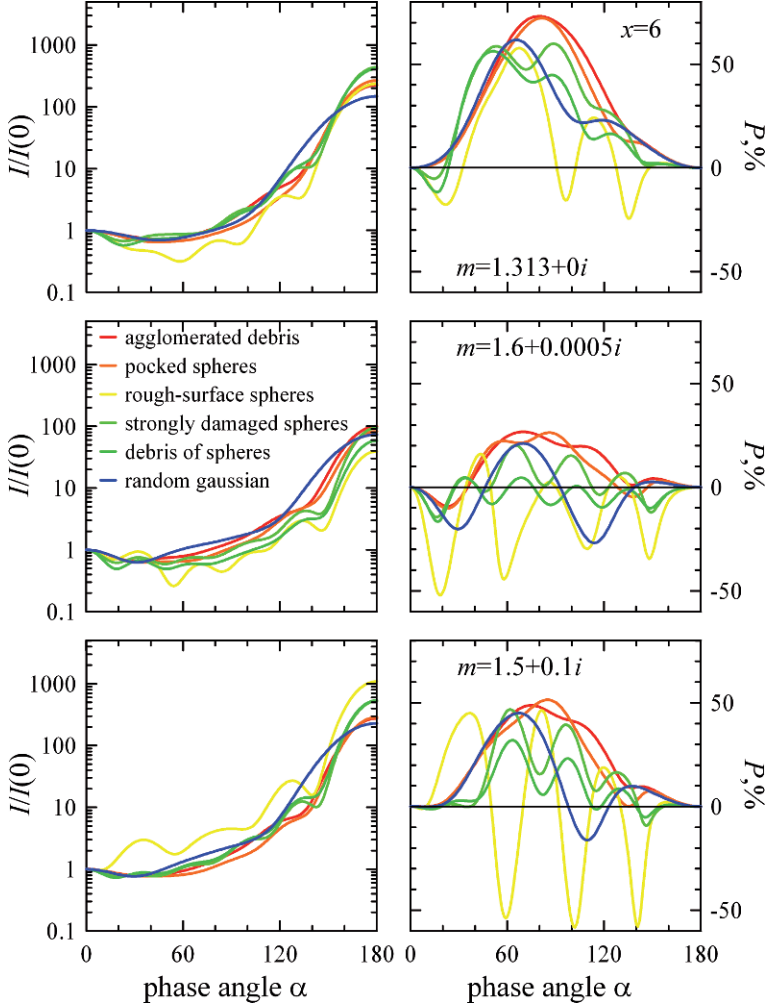 1000
100
10
1
0.1
I/I(0)
x=6
m=1.313+0i
50
0
-50
P,%
1000
100
10
1
0.1
I/I(0)
agglomerated debris
pocked spheres
rough-surface spheres
strongly damaged spheres
debris of spheres
random gaussian
m=1.6+0.0005i
50
0
-50
P,%
1000
100
10
1
0.1
I/I(0)
0 60 120 180
phase angle α
m=1.5+0.1i
50
0
-50
P,%
0 60 120 180
phase angle α